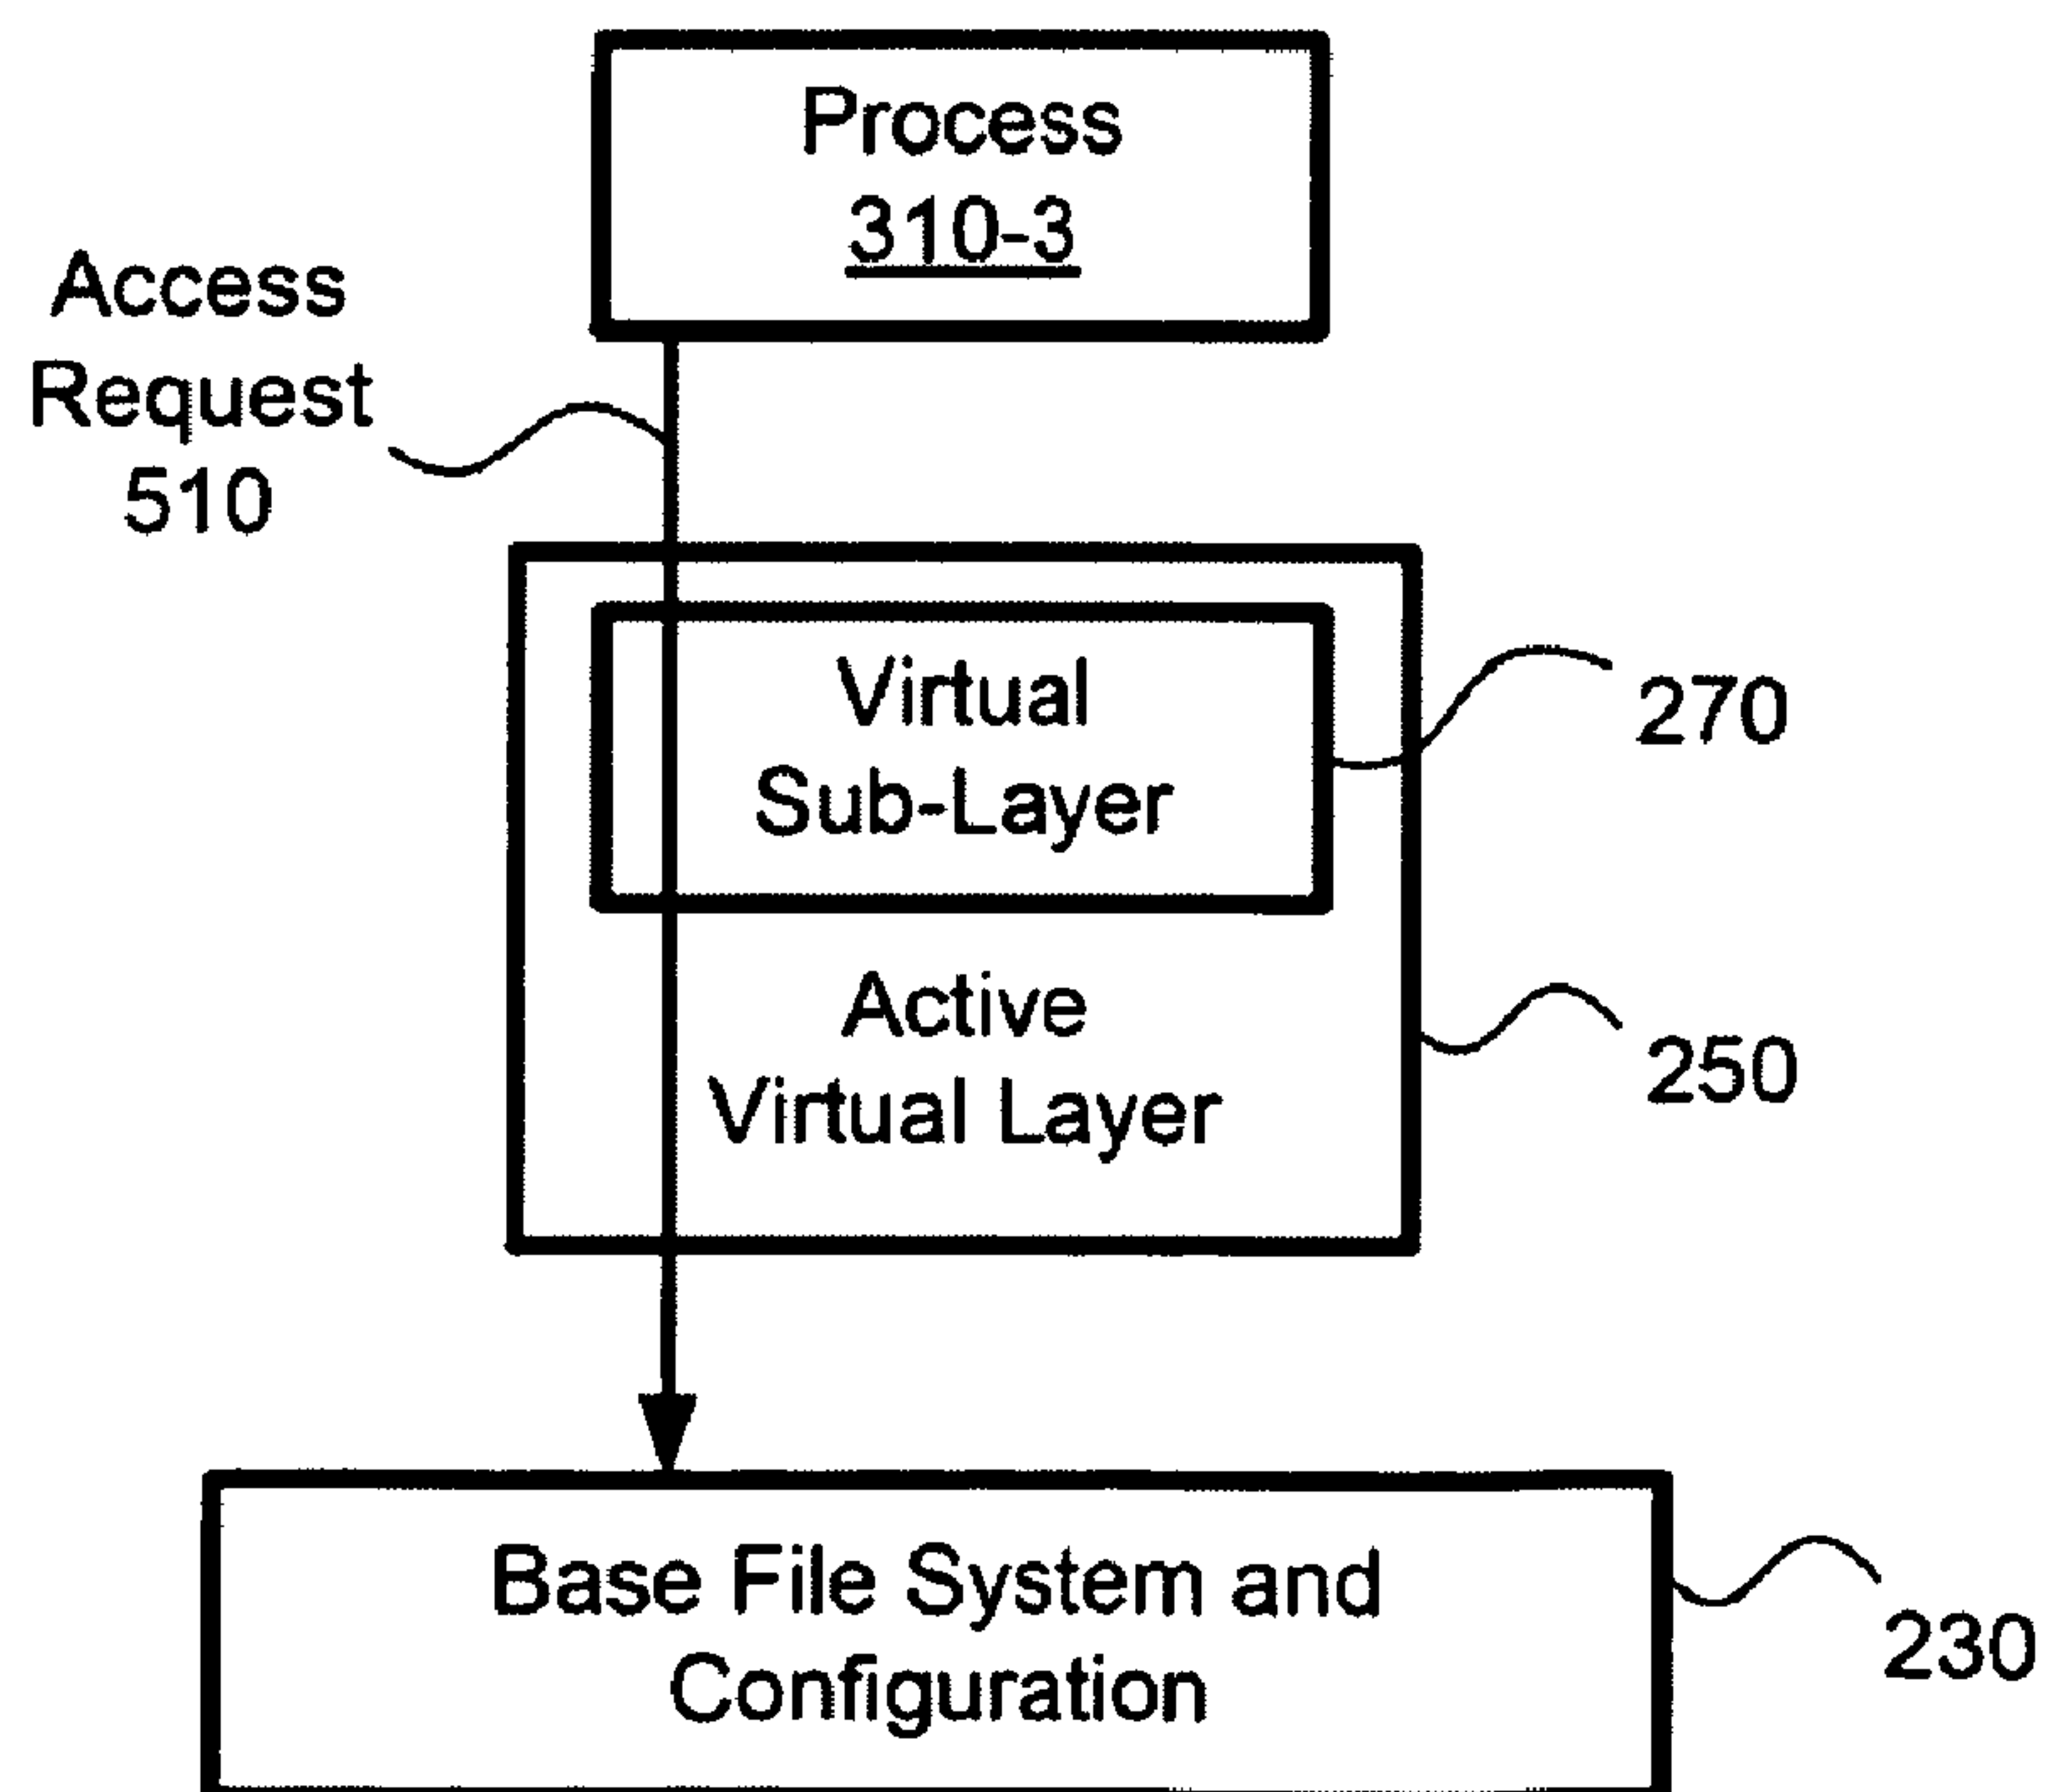 Process
310-3
Access
Request
510
Virtual
Sub-Layer
270
Active
Virtual Layer
250
Base File System and
Configuration
230